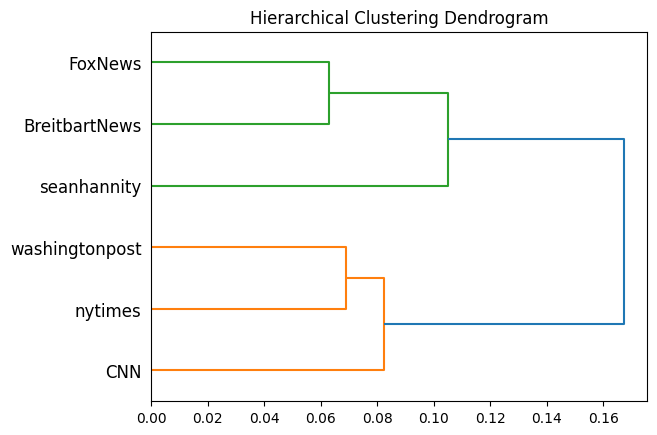 Hierarchical Clustering Dendrogram
FoxNews
BreitbartNews
seanhannity
washingtonpost
nytimes
CNN
0.00 0.02 0.04 0.06 0.08 0.10 0.12 0.14 0.16